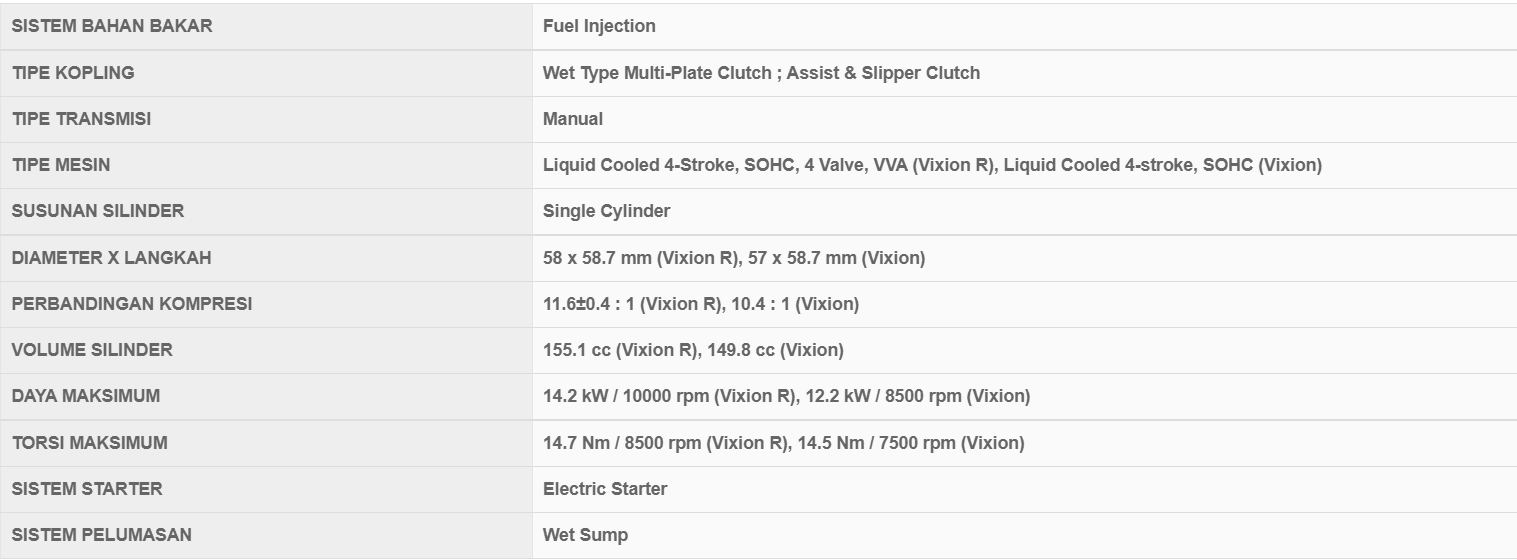 SISTEM BAHAN BAKAR Fuel Injection
TIPE KOPLING Wet Type Multi-Plate Clutch ; Assist & Slipper Clutch
TIPE TRANSMISI Manual
TIPE MESIN Liquid Cooled 4-Stroke, SOHC, 4 Valve, VVA (Vixion R), Liquid Cooled 4-stroke, SOHC (Vixion)
SUSUNAN SILINDER Single Cylinder
DIAMETER X LANGKAH 58 x 58.7 mm (Vixion R), 57 x 58.7 mm (Vixion)
PERBANDINGAN KOMPRESI 11.6±0.4 : 1 (Vixion R), 10.4 : 1 (Vixion)
VOLUME SILINDER 155.1 cc (Vixion R), 149.8 cc (Vixion)
DAYA MAKSIMUM 14.2 kW / 10000 rpm (Vixion R), 12.2 kW / 8500 rpm (Vixion)
TORSI MAKSIMUM 14.7 Nm / 8500 rpm (Vixion R), 14.5 Nm / 7500 rpm (Vixion)
SISTEM STARTER Electric Starter
SISTEM PELUMASAN Wet Sump